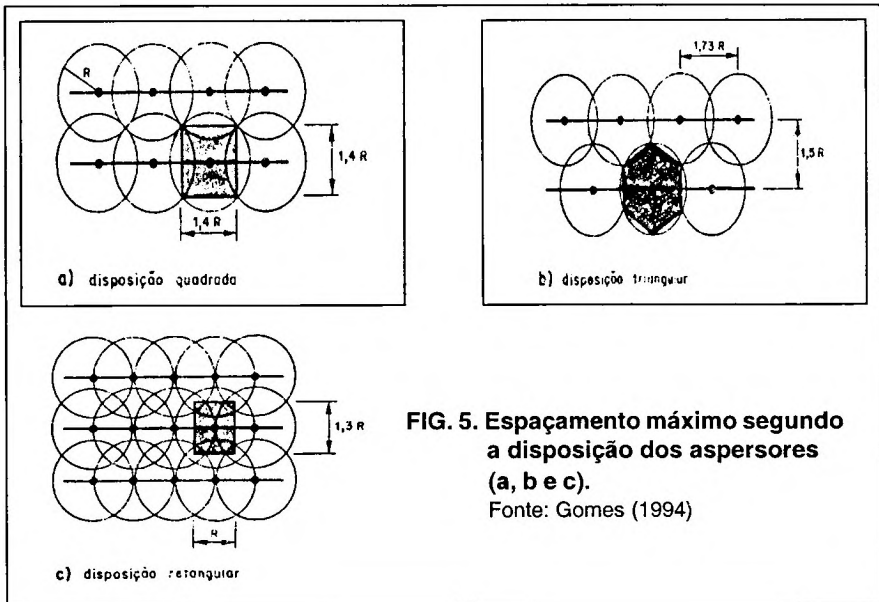 R
1,4 R
1,4 R
a) disposição quadrada
1,73 R
1,5 R
b) disposição triangular
1,3 R
R
c) disposição retangular
FIG. 5. Espaçamento máximo segundo
a disposição dos aspersores
(a, b e c).
Fonte: Gomes (1994)